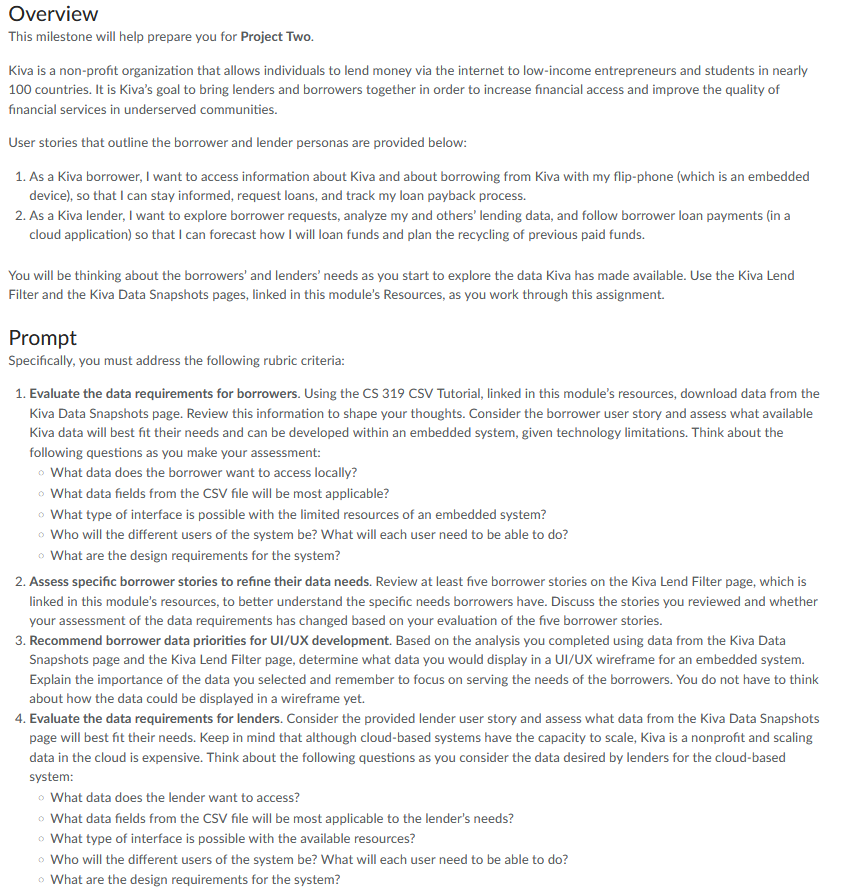 Overview
This milestone will help prepare you for Project Two.
Kiva is a non-profit organization that allows individuals to lend money via the internet to low-income entrepreneurs and students in nearly
100 countries. It is Kiva's goal to bring lenders and borrowers together in order to increase financial access and improve the quality of
financial services in underserved communities.
User stories that outline the borrower and lender personas are provided below:
1. As a Kiva borrower, I want to access information about Kiva and about borrowing from Kiva with my flip-phone (which is an embedded
device), so that I can stay informed, request loans, and track my loan payback process.
2. As a Kiva lender, I want to explore borrower requests, analyze my and others' lending data, and follow borrower loan payments (in a
cloud application) so that I can forecast how I will loan funds and plan the recycling of previous paid funds.
You will be thinking about the borrowers' and lenders' needs as you start to explore the data Kiva has made available. Use the Kiva Lend
Filter and the Kiva Data Snapshots pages, linked in this module's Resources, as you work through this assignment.
Prompt
Specifically, you must address the following rubric criteria:
1. Evaluate the data requirements for borrowers. Using the CS 319 CSV Tutorial, linked in this module's resources, download data from the
Kiva Data Snapshots page. Review this information to shape your thoughts. Consider the borrower user story and assess what available
Kiva data will best fit their needs and can be developed within an embedded system, given technology limitations. Think about the
following questions as you make your assessment:
○ What data does the borrower want to access locally?
○ What data fields from the CSV file will be most applicable?
○ What type of interface is possible with the limited resources of an embedded system?
○ Who will the different users of the system be? What will each user need to be able to do?
○ What are the design requirements for the system?
2. Assess specific borrower stories to refine their data needs. Review at least five borrower stories on the Kiva Lend Filter page, which is
linked in this module's resources, to better understand the specific needs borrowers have. Discuss the stories you reviewed and whether
your assessment of the data requirements has changed based on your evaluation of the five borrower stories.
3. Recommend borrower data priorities for UI/UX development. Based on the analysis you completed using data from the Kiva Data
Snapshots page and the Kiva Lend Filter page, determine what data you would display in a UI/UX wireframe for an embedded system.
Explain the importance of the data you selected and remember to focus on serving the needs of the borrowers. You do not have to think
about how the data could be displayed in a wireframe yet.
4. Evaluate the data requirements for lenders. Consider the provided lender user story and assess what data from the Kiva Data Snapshots
page will best fit their needs. Keep in mind that although cloud-based systems have the capacity to scale, Kiva is a nonprofit and scaling
data in the cloud is expensive. Think about the following questions as you consider the data desired by lenders for the cloud-based
system:
○ What data does the lender want to access?
○ What data fields from the CSV file will be most applicable to the lender's needs?
○ What type of interface is possible with the available resources?
○ Who will the different users of the system be? What will each user need to be able to do?
○ What are the design requirements for the system?